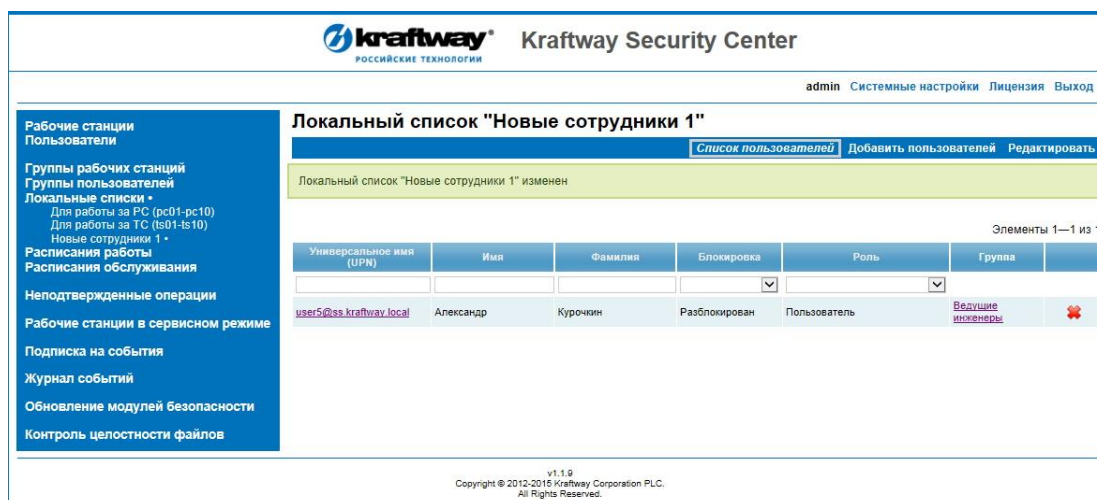 kraftway®
РОССИЙСКИЕ ТЕХНОЛОГИИ
Kraftway Security Center
admin Системные настройки Лицензия Выход
Рабочие станции
Пользователи
Группы рабочих станций
Группы пользователей
Локальные списки •
Для работы за PC (pc01-pc10)
Для работы за ТС (ts01-ts10)
Новые сотрудники 1 •
Расписания работы
Расписания обслуживания
Неподтвержденные операции
Рабочие станции в сервисном режиме
Подписка на события
Журнал событий
Обновление модулей безопасности
Контроль целостности файлов
Локальный список "Новые сотрудники 1"
Список пользователей Добавить пользователей Редактировать
Локальный список "Новые сотрудники 1" изменен
Элементы 1—1 из 1
Универсальное имя (UPN) Имя Фамилия Блокировка Роль Группа
user5@ss.kraftway.local Александр Курочкин Разблокирован Пользователь Ведущие инженеры
v1.1.9
Copyright © 2012-2015 Kraftway Corporation PLC.
All Rights Reserved.